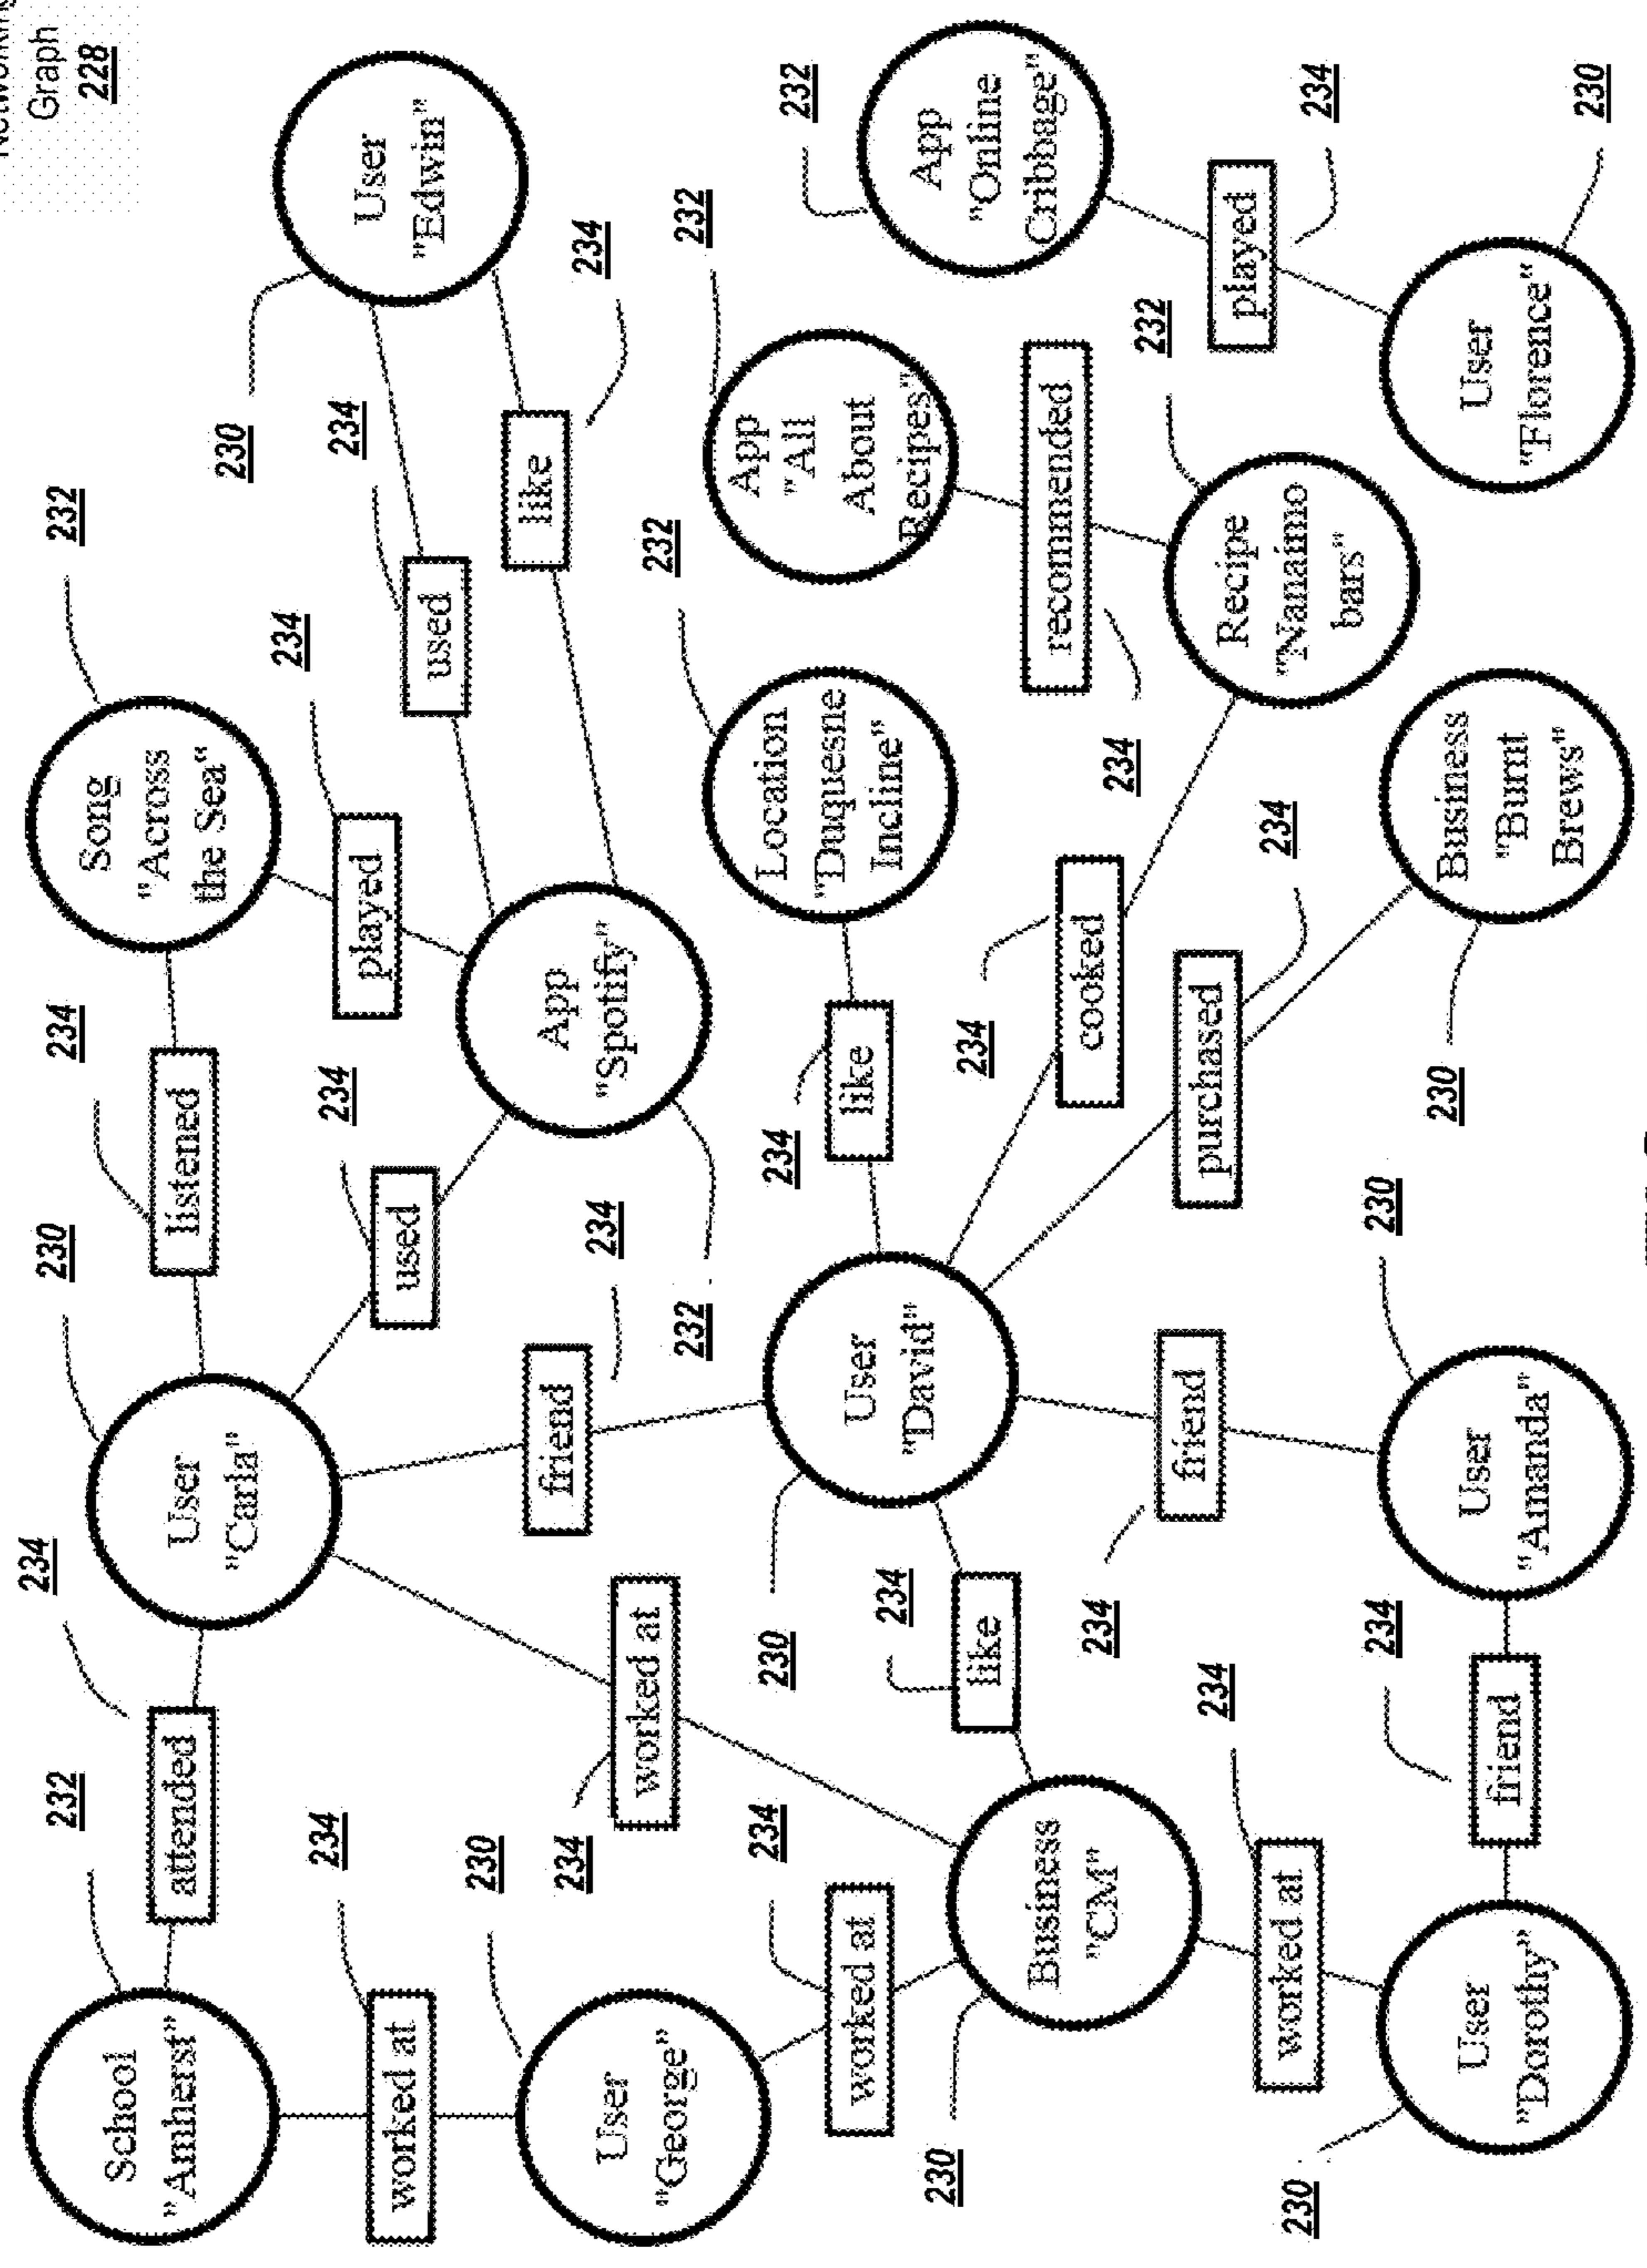 Networking
Graph
228
School
"Amherst"
232
attended
234
User
"Carla"
230
listened
234
Song
"Across
the Sea"
232
worked at
234
used
234
played
234
User
"Edwin"
230
used
234
like
234
User
"George"
230
worked at
234
friend
234
App
"Spotify"
232
worked at
234
Business
"CM"
230
like
234
User
"David"
230
like
234
Location
"Duquesne
Incline"
232
App
"All
About
Recipes"
232
App
"Online
Cribbage"
232
recommended
234
cooked
234
Recipe
"Nanaimo
bars"
232
played
234
worked at
234
friend
234
purchased
234
User
"Dorothy"
230
friend
234
User
"Amanda"
230
Business
"Burnt
Brews"
230
User
"Florence"
230